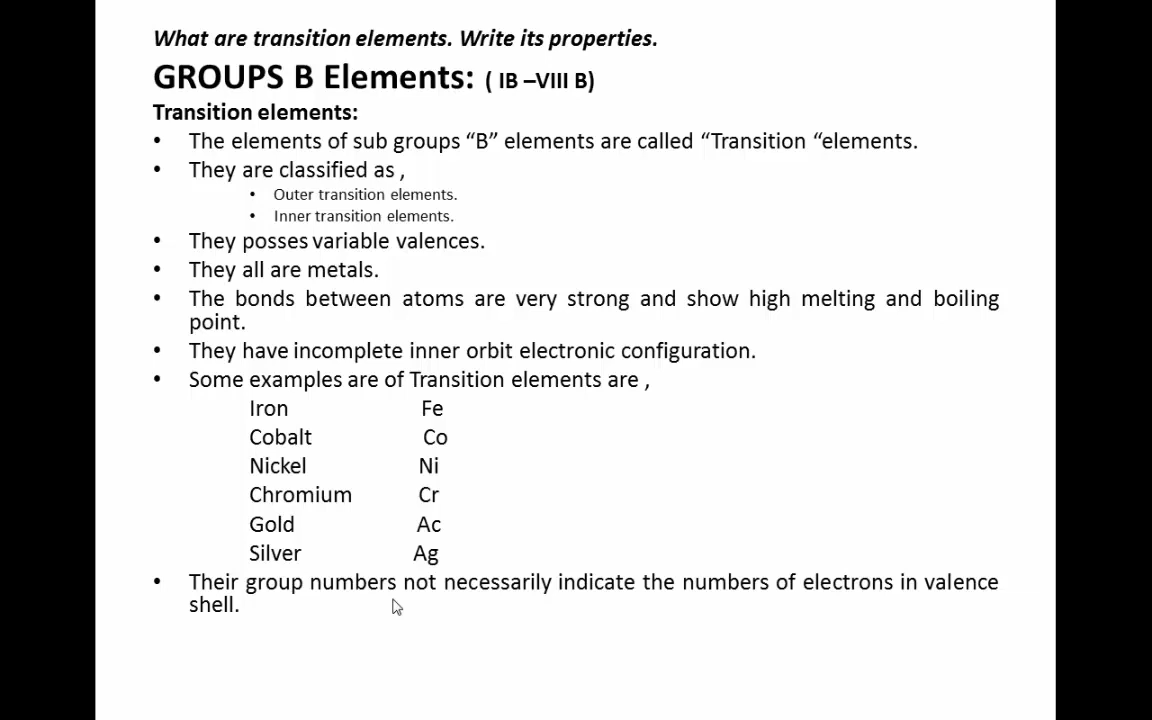 What are transition elements. Write its properties.
GROUPS B Elements: ( IB –VIII B)
Transition elements:
• The elements of sub groups “B” elements are called “Transition “elements.
• They are classified as ,
• Outer transition elements.
• Inner transition elements.
• They posses variable valences.
• They all are metals.
• The bonds between atoms are very strong and show high melting and boiling
point.
• They have incomplete inner orbit electronic configuration.
• Some examples are of Transition elements are ,
Iron Fe
Cobalt Co
Nickel Ni
Chromium Cr
Gold Ac
Silver Ag
• Their group numbers not necessarily indicate the numbers of electrons in valence
shell.